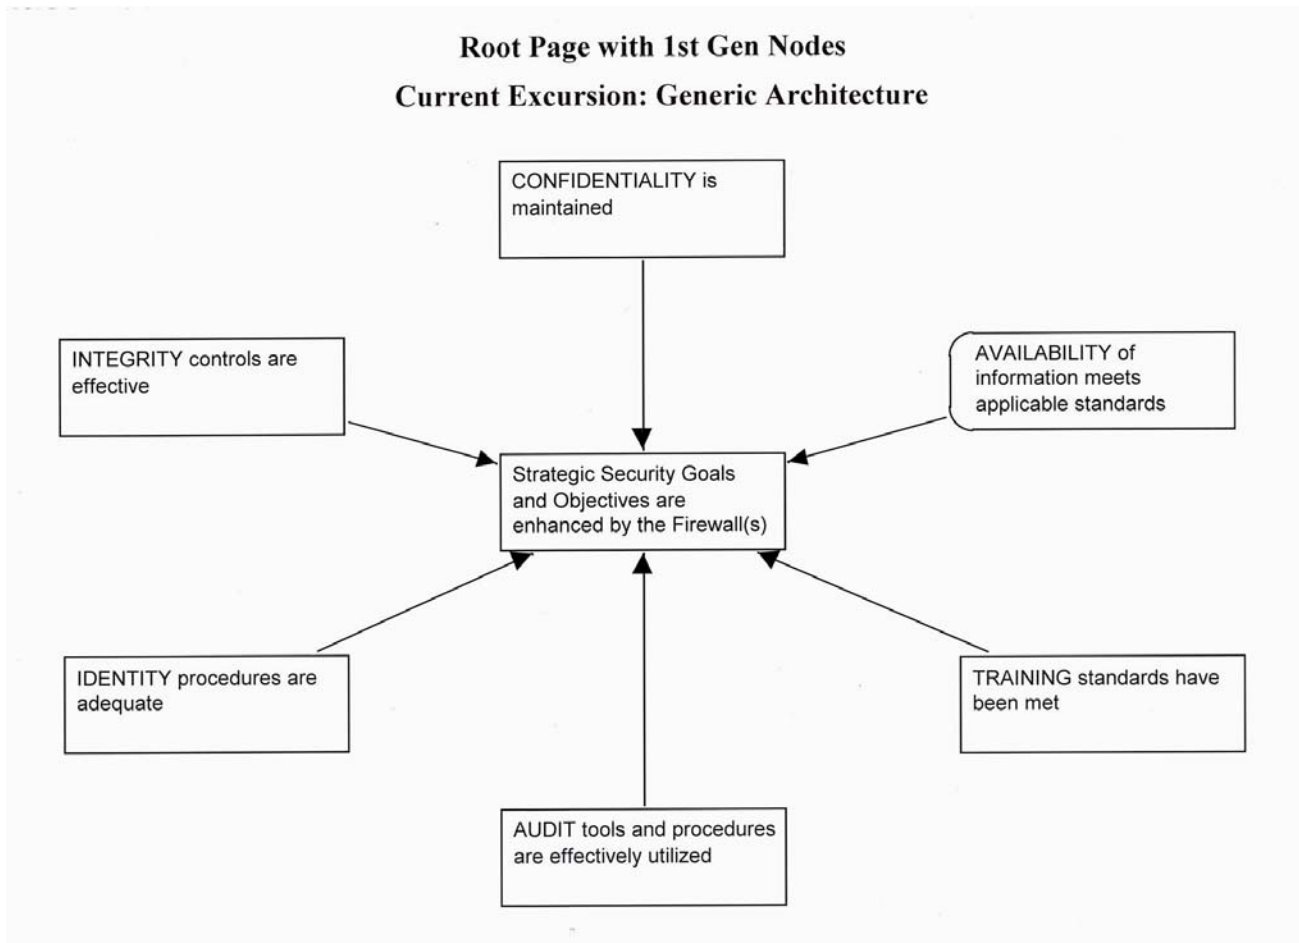 Root Page with 1st Gen Nodes
Current Excursion: Generic Architecture
CONFIDENTIALITY is
maintained
INTEGRITY controls are
effective
AVAILABILITY of
information meets
applicable standards
Strategic Security Goals
and Objectives are
enhanced by the Firewall(s)
IDENTITY procedures are
adequate
TRAINING standards have
been met
AUDIT tools and procedures
are effectively utilized